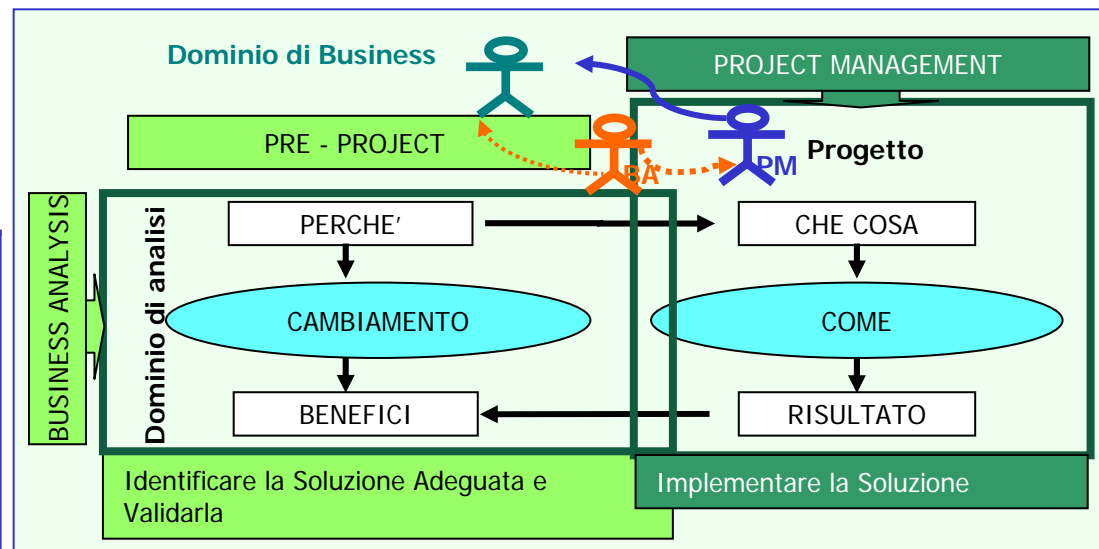 Dominio di Business
PROJECT MANAGEMENT
PRE - PROJECT
BA
PM
Progetto
BUSINESS ANALYSIS
Dominio di analisi
PERCHE'
CHE COSA
CAMBIAMENTO
COME
BENEFICI
RISULTATO
Identificare la Soluzione Adeguata e
Validarla
Implementare la Soluzione